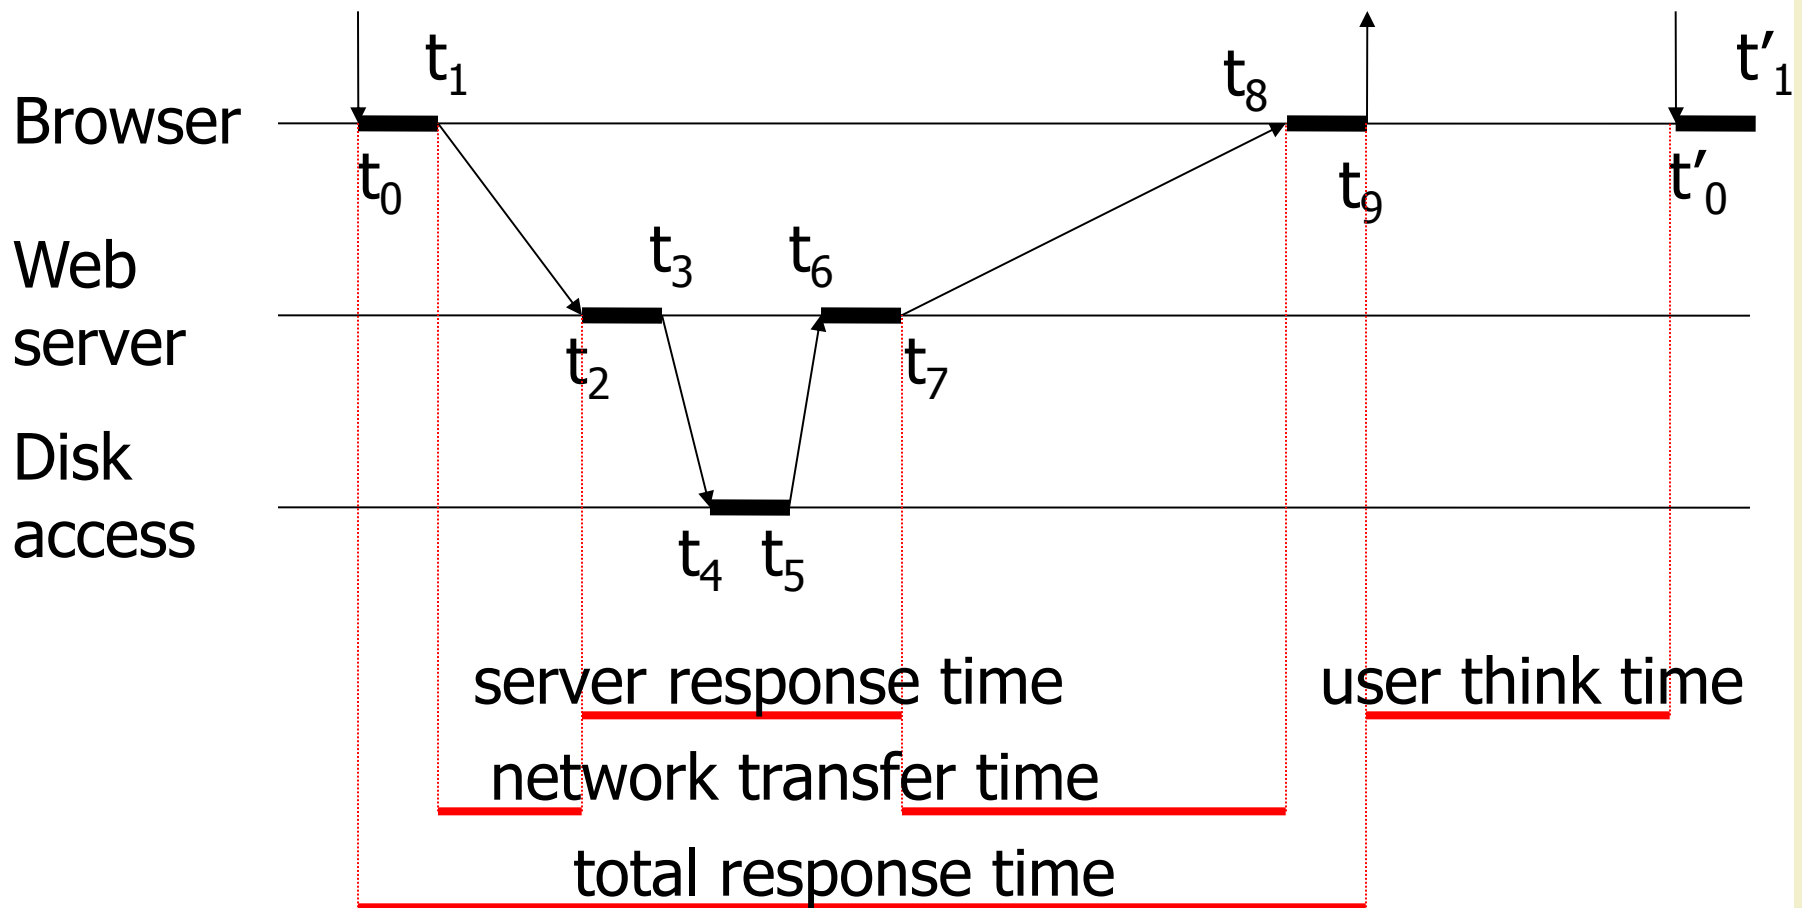 t₁
t₈
t′₁
Browser
t₀
t₉
t′₀
Web
server
t₃
t₆
t₂
t₇
Disk
access
t₄
t₅
server response time
user think time
network transfer time
total response time